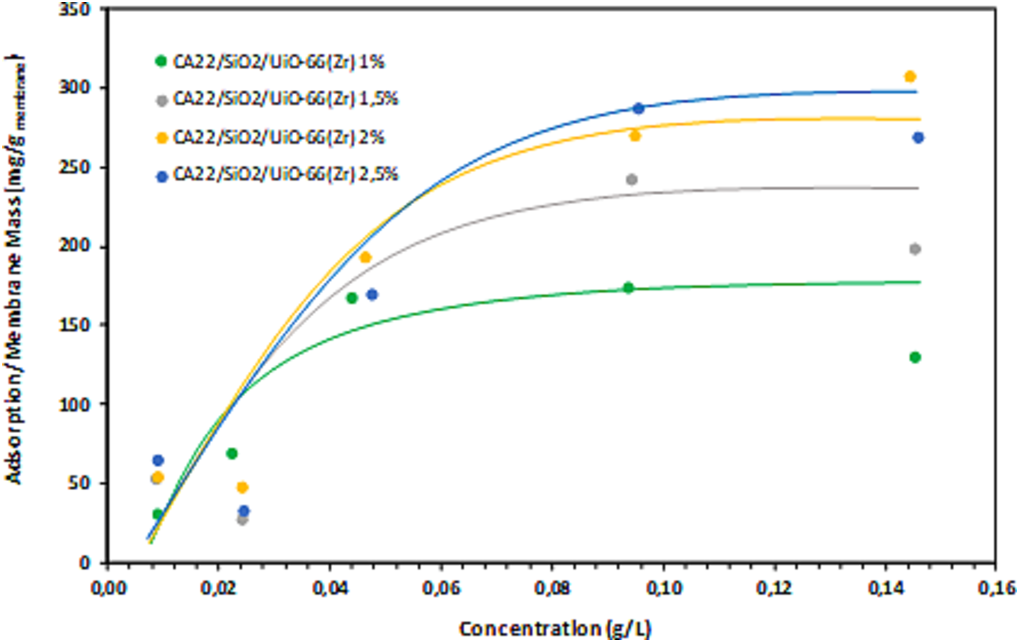 350
300
250
200
150
100
50
0
CA22/SiO2/UiO-66(Zr) 1%
CA22/SiO2/UiO-66(Zr) 1,5%
CA22/SiO2/UiO-66(Zr) 2%
CA22/SiO2/UiO-66(Zr) 2,5%
Adsorption/Membrane Mass [mg/g membrane]
0,00 0,02 0,04 0,06 0,08 0,10 0,12 0,14 0,16
Concentration (g/L)